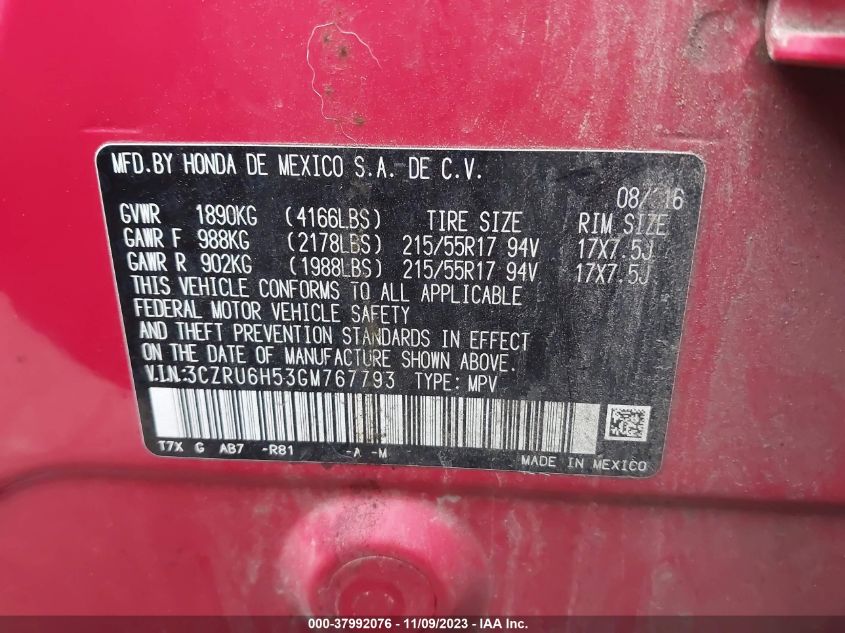 MFD.BY HONDA DE MEXICO S.A. DE C.V.
08/16
GVWR 1890KG (4166LBS) TIRE SIZE RIM SIZE
GAWR F 988KG (2178LBS) 215/55R17 94V 17X7.5J
GAWR R 902KG (1988LBS) 215/55R17 94V 17X7.5J
THIS VEHICLE CONFORMS TO ALL APPLICABLE
FEDERAL MOTOR VEHICLE SAFETY
AND THEFT PREVENTION STANDARDS IN EFFECT
ON THE DATE OF MANUFACTURE SHOWN ABOVE.
V.I.N:3CZRU6H53GM767793 TYPE: MPV
T7X G AB7 -R81 -A -M
MADE IN MEXICO
000-37992076 - 11/09/2023 - IAA Inc.